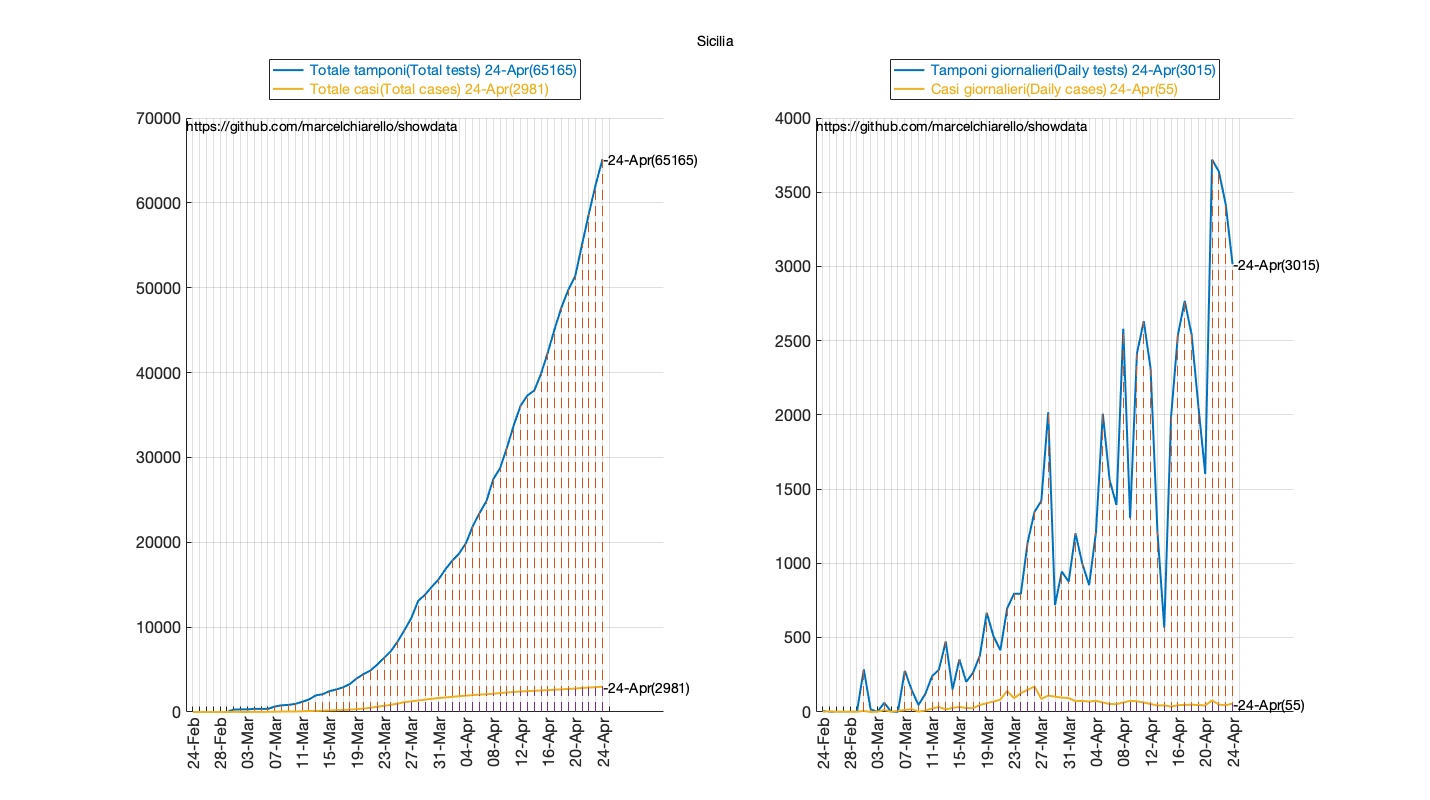 Sicilia
Totale tamponi(Total tests) 24-Apr(65165)
Totale casi(Total cases) 24-Apr(2981)
70000
60000
50000
40000
30000
20000
10000
0
https://github.com/marcelchiarello/showdata
-24-Apr(65165)
-24-Apr(2981)
24-Feb
28-Feb
03-Mar
07-Mar
11-Mar
15-Mar
19-Mar
23-Mar
27-Mar
31-Mar
04-Apr
08-Apr
12-Apr
16-Apr
20-Apr
24-Apr
Tamponi giornalieri(Daily tests) 24-Apr(3015)
Casi giornalieri(Daily cases) 24-Apr(55)
4000
3500
3000
2500
2000
1500
1000
500
0
https://github.com/marcelchiarello/showdata
-24-Apr(3015)
-24-Apr(55)
24-Feb
28-Feb
03-Mar
07-Mar
11-Mar
15-Mar
19-Mar
23-Mar
27-Mar
31-Mar
04-Apr
08-Apr
12-Apr
16-Apr
20-Apr
24-Apr